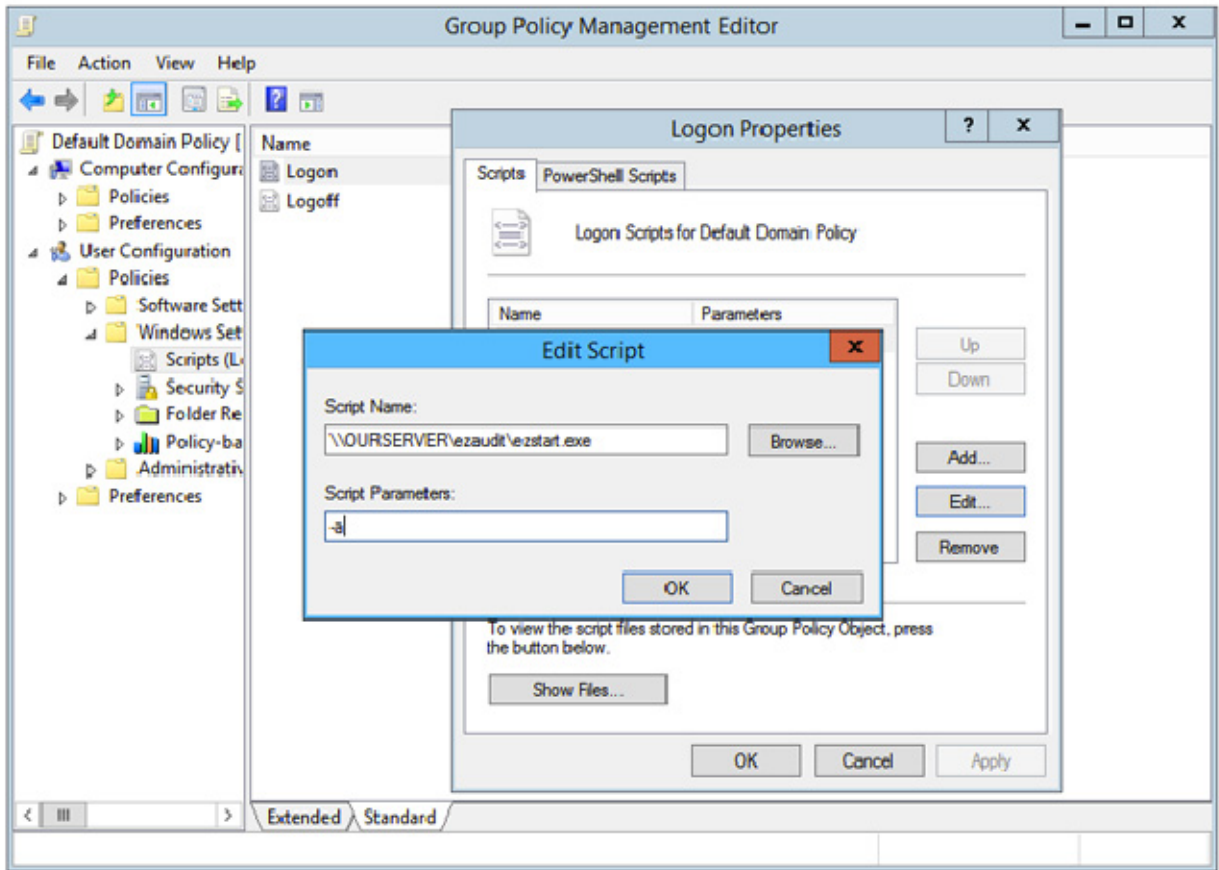 Group Policy Management Editor
File Action View Help
Default Domain Policy [
Computer Configura
Policies
Preferences
User Configuration
Policies
Software Sett
Windows Set
Scripts (L
Security S
Folder Re
Policy-ba
Administrativ
Preferences
Name
Logon
Logoff
Logon Properties
Scripts PowerShell Scripts
Logon Scripts for Default Domain Policy
Name Parameters
Up
Down
Add...
Edit...
Remove
Edit Script
Script Name:
\\OURSERVER\ezaudit\ezstart.exe
Browse...
Script Parameters:
-a
OK Cancel
To view the script files stored in this Group Policy Object, press
the button below.
Show Files...
OK Cancel Apply
Extended Standard